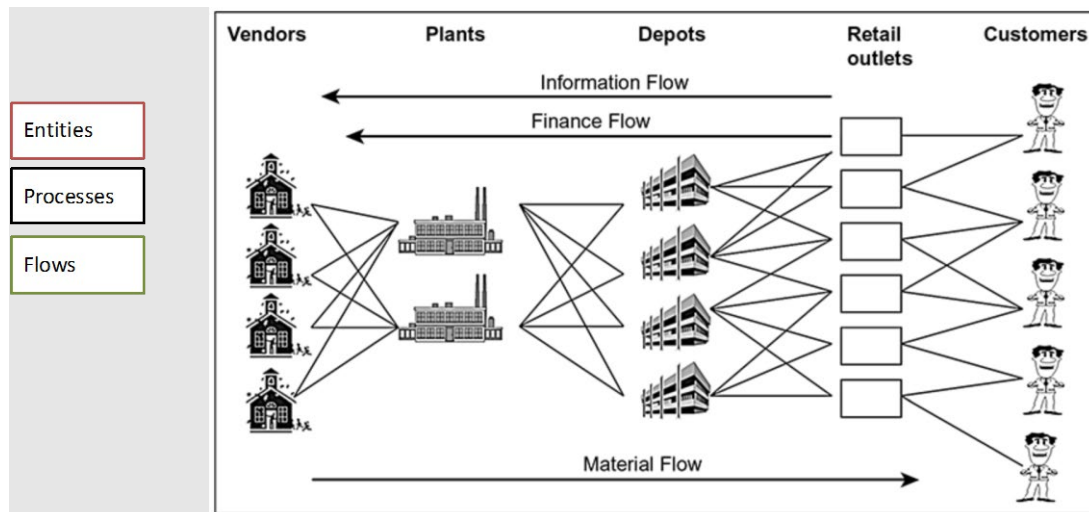 Entities
Processes
Flows
Vendors
Plants
Depots
Retail
outlets
Customers
Information Flow
Finance Flow
Material Flow